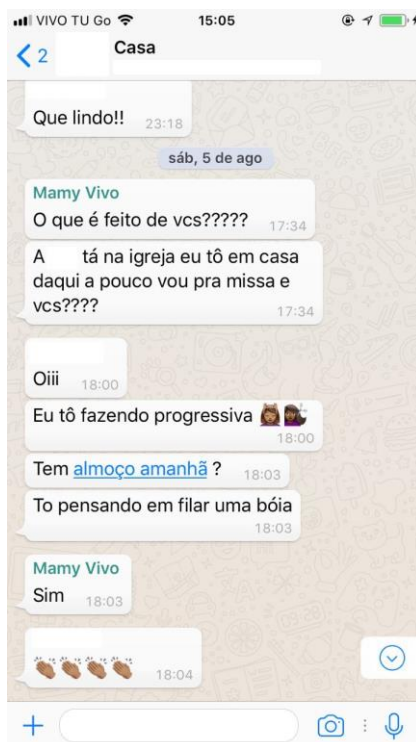 VIVO TU Go 15:05
2 Casa
Que lindo!! 23:18
sáb, 5 de ago
Mamy Vivo
O que é feito de vcs????? 17:34
A tá na igreja eu tô em casa
daqui a pouco vou pra missa e
vcs???? 17:34
Oiii 18:00
Eu tô fazendo progressiva
18:00
Tem almoço amanhã ? 18:03
To pensando em filar uma bóia
18:03
Mamy Vivo
Sim 18:03
18:04